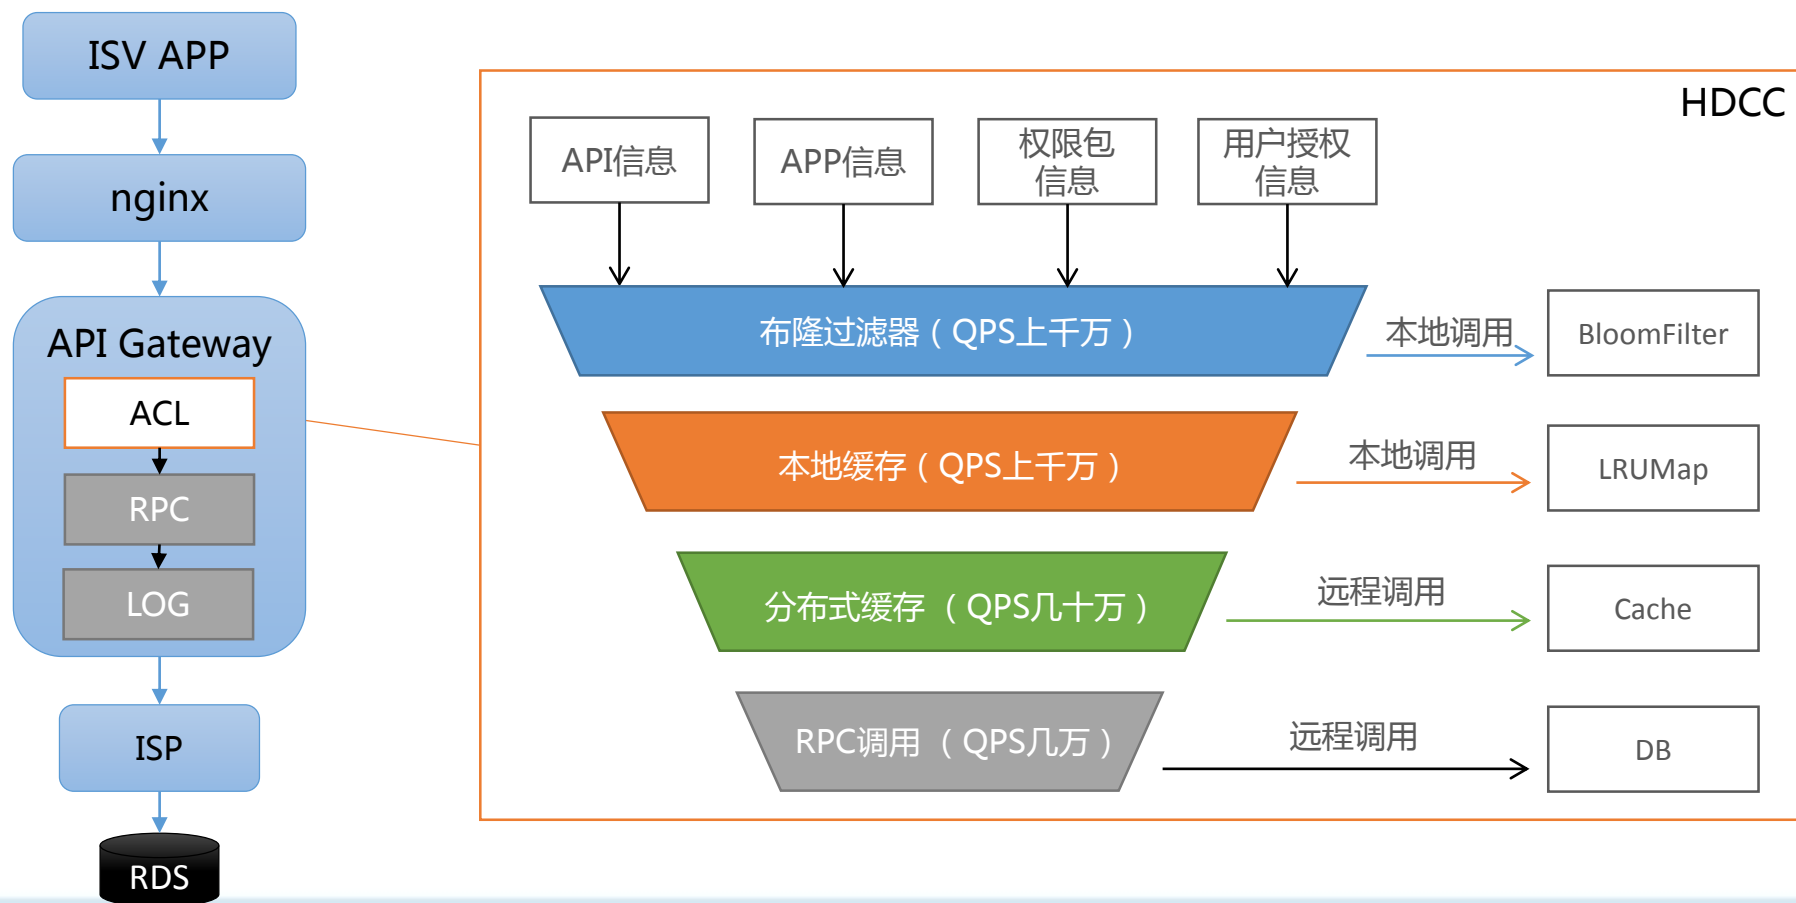 ISV APP
nginx
API Gateway
ACL
RPC
LOG
ISP
RDS
HDCC
API信息
APP信息
权限包
信息
用户授权
信息
布隆过滤器（QPS上千万）
本地调用
BloomFilter
本地缓存（QPS上千万）
本地调用
LRUMap
分布式缓存（QPS几十万）
远程调用
Cache
RPC调用（QPS几万）
远程调用
DB